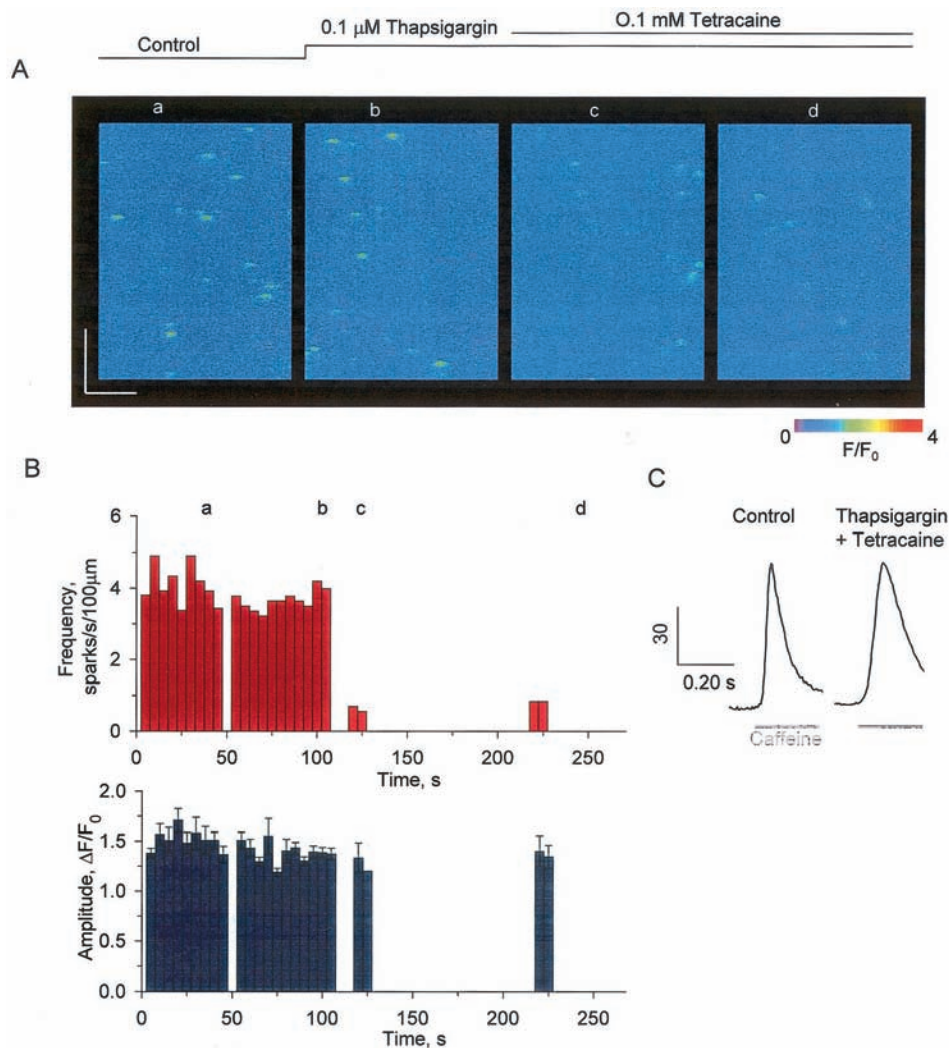 0.1 µM Thapsigargin
O.1 mM Tetracaine
Control
A
a
b
c
d
0
4
F/F0
B
a
b
c
d
6
4
2
0
Frequency,
sparks/s/100µm
0
50
100
150
200
250
Time, s
2.0
1.5
1.0
0.5
0.0
Amplitude, ΔF/F0
0
50
100
150
200
250
Time, s
C
Control
Thapsigargin
+ Tetracaine
30
0.20 s
Caffeine